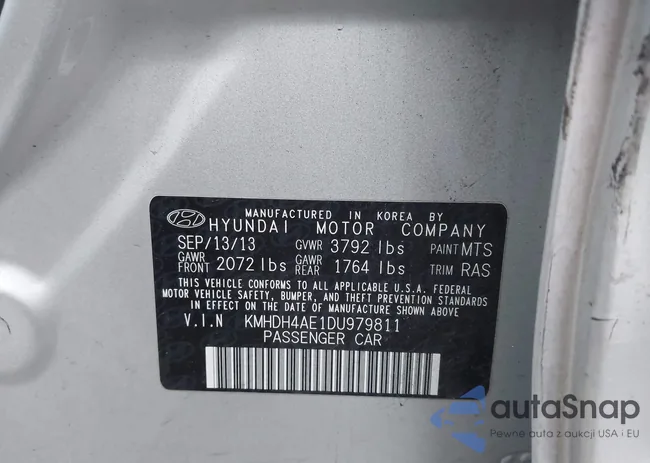 MANUFACTURED IN KOREA BY
HYUNDAI MOTOR COMPANY
SEP/13/13 GVWR 3792 lbs PAINT MTS
GAWR FRONT 2072 lbs GAWR REAR 1764 lbs TRIM RAS
THIS VEHICLE CONFORMS TO ALL APPLICABLE U.S.A. FEDERAL
MOTOR VEHICLE SAFETY, BUMPER, AND THEFT PREVENTION STANDARDS
IN EFFECT ON THE DATE OF MANUFACTURE SHOWN ABOVE.
V.I.N KMHDH4AE1DU979811
PASSENGER CAR
autoSnap
Pewne auta z aukcji USA i EU